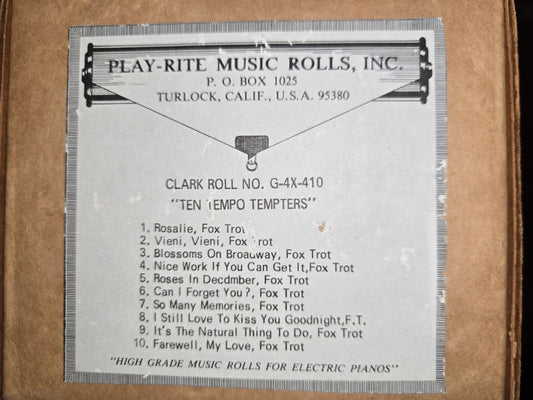 PLAY-RITE MUSIC ROLLS, INC.
P. O. BOX 1025
TURLOCK, CALIF., U.S.A. 95380
CLARK ROLL NO. G-4X-410
"TEN TEMPO TEMPTERS"
1. Rosalie, Fox Trot
2. Vieni, Vieni, Fox Trot
3. Blossoms On Broadway, Fox Trot
4. Nice Work If You Can Get It,Fox Trot
5. Roses In Decdmber, Fox Trot
6. Can I Forget You?, Fox Trot
7. So Many Memories, Fox Trot
8. I Still Love To Kiss You Goodnight,F.T.
9. It's The Natural Thing To Do, Fox Trot
10. Farewell, My Love, Fox Trot
"HIGH GRADE MUSIC ROLLS FOR ELECTRIC PIANOS"